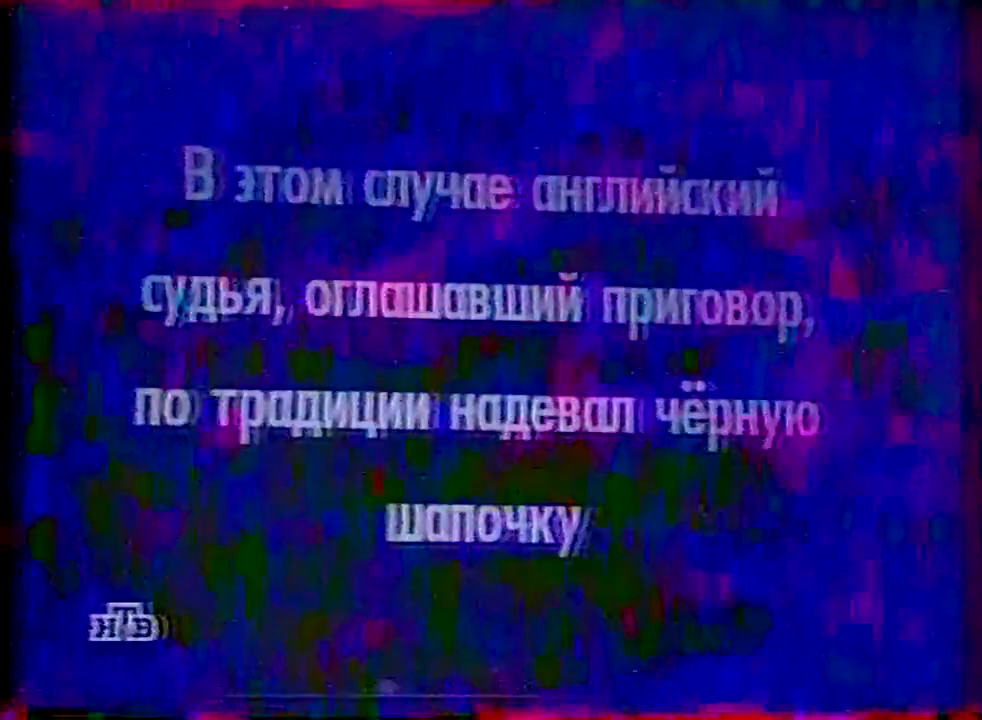 В этом случае английский
судья, оглашавший приговор,
по традиции надевал чёрную
шапочку
НТВ